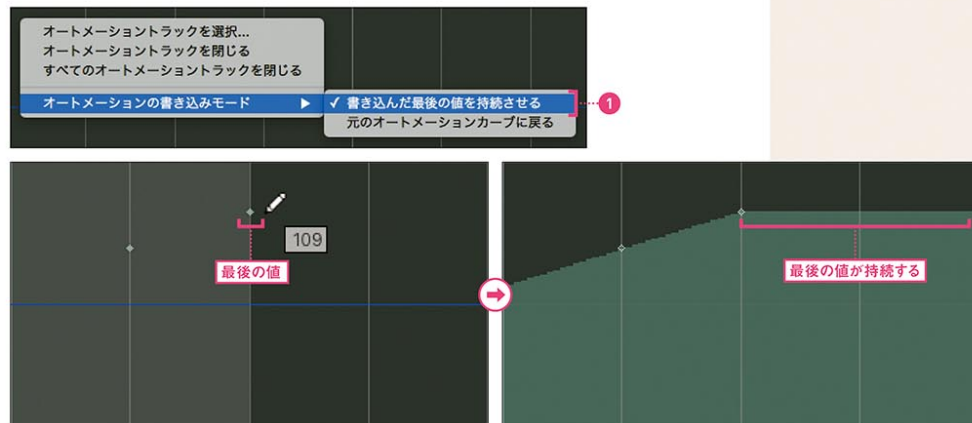 オートメーショントラックを選択...
オートメーショントラックを閉じる
すべてのオートメーショントラックを閉じる
オートメーションの書き込みモード ▶
✓ 書き込んだ最後の値を持続させる
元のオートメーションカーブに戻る
1
109
最後の値
最後の値が持続する